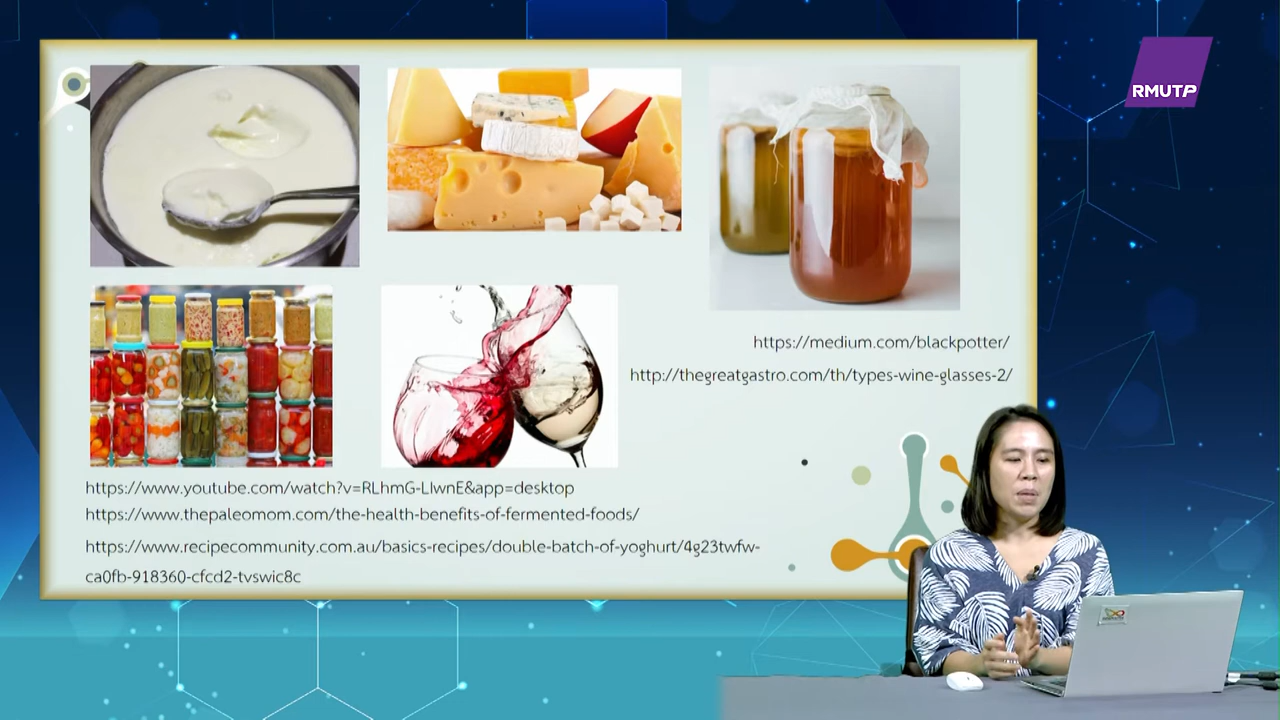 RMUTP
https://medium.com/blackpotter/
http://thegreatgastro.com/th/types-wine-glasses-2/
https://www.youtube.com/watch?v=RLhmG-LIwnE&app=desktop
https://www.thepaleomom.com/the-health-benefits-of-fermented-foods/
https://www.recipecommunity.com.au/basics-recipes/double-batch-of-yoghurt/4g23twfw-
ca0fb-918360-cfcd2-tvswic8c